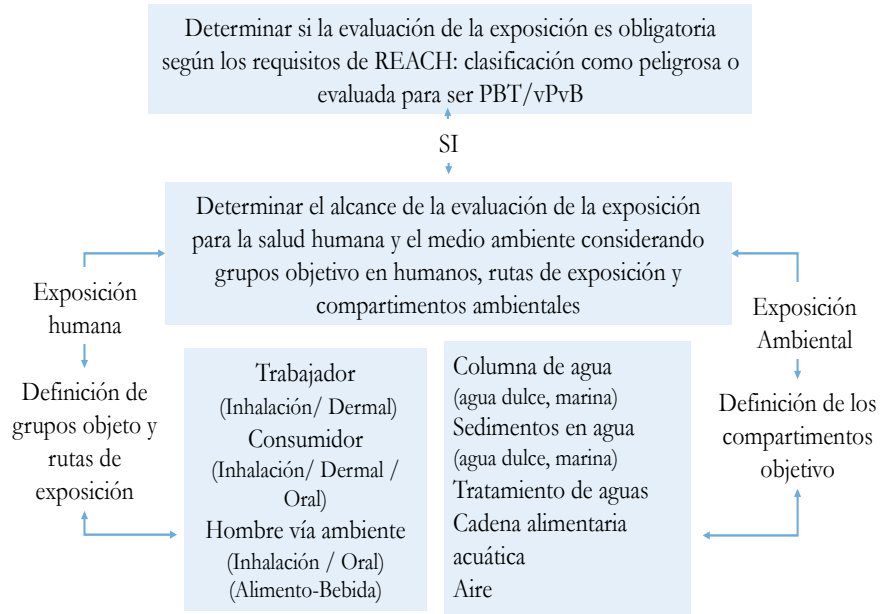 Determinar si la evaluación de la exposición es obligatoria
según los requisitos de REACH: clasificación como peligrosa o
evaluada para ser PBT/vPvB
SI
Determinar el alcance de la evaluación de la exposición
para la salud humana y el medio ambiente considerando
grupos objetivo en humanos, rutas de exposición y
compartimentos ambientales
Exposición
humana
Definición de
grupos objeto y
rutas de
exposición
Trabajador
(Inhalación/ Dermal)
Consumidor
(Inhalación/ Dermal /
Oral)
Hombre vía ambiente
(Inhalación / Oral)
(Alimento-Bebida)
Columna de agua
(agua dulce, marina)
Sedimentos en agua
(agua dulce, marina)
Tratamiento de aguas
Cadena alimentaria
acuática
Aire
Exposición
Ambiental
Definición de los
compartimentos
objetivo